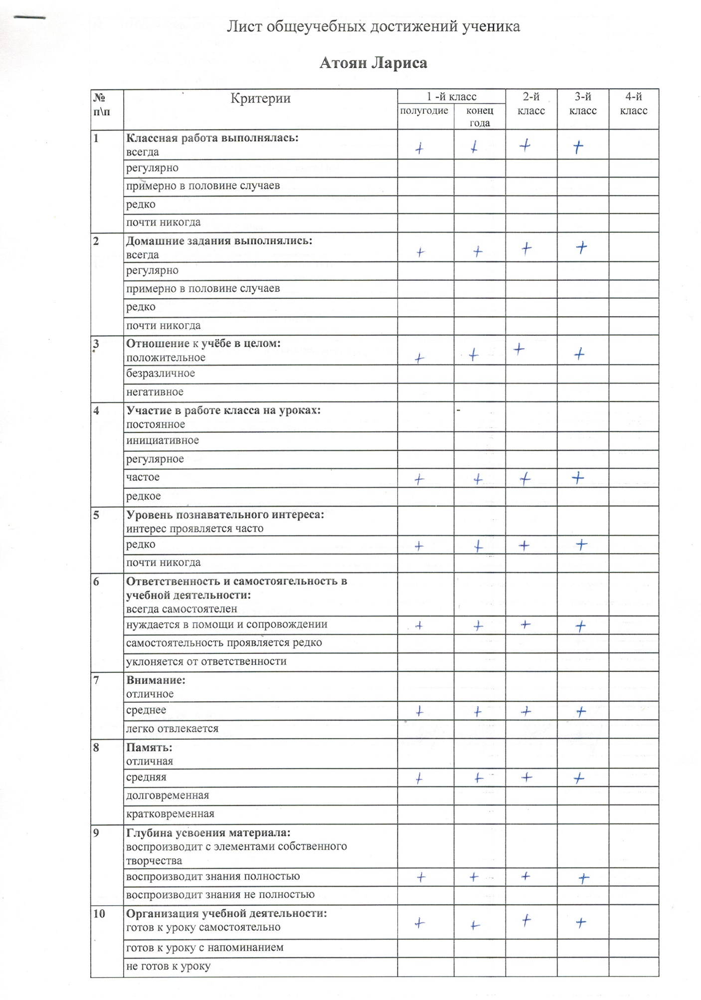 Лист общеучебных достижений ученика
Атоян Лариса
№ п\п Критерии 1 -й класс 2-й класс 3-й класс 4-й класс
полугодие конец года
1 Классная работа выполнялась:
всегда + + + +
регулярно
примерно в половине случаев
редко
почти никогда
2 Домашние задания выполнялись:
всегда + + + +
регулярно
примерно в половине случаев
редко
почти никогда
3 Отношение к учёбе в целом:
положительное + + + +
безразличное
негативное
4 Участие в работе класса на уроках:
постоянное
инициативное
регулярное
частое + + + +
редкое
5 Уровень познавательного интереса:
интерес проявляется часто
редко + + + +
почти никогда
6 Ответственность и самостоягельность в
учебной деятельности:
всегда самостоятелен
нуждается в помощи и сопровождении + + + +
самостоятельность проявляется редко
уклоняется от ответственности
7 Внимание:
отличное
среднее + + + +
легко отвлекается
8 Память:
отличная
средняя + + + +
долговременная
кратковременная
9 Глубина усвоения материала:
воспроизводит с элементами собственного
творчества
воспроизводит знания полностью + + + +
воспроизводит знания не полностью
10 Организация учебной деятельности:
готов к уроку самостоятельно + + + +
готов к уроку с напоминанием
не готов к уроку